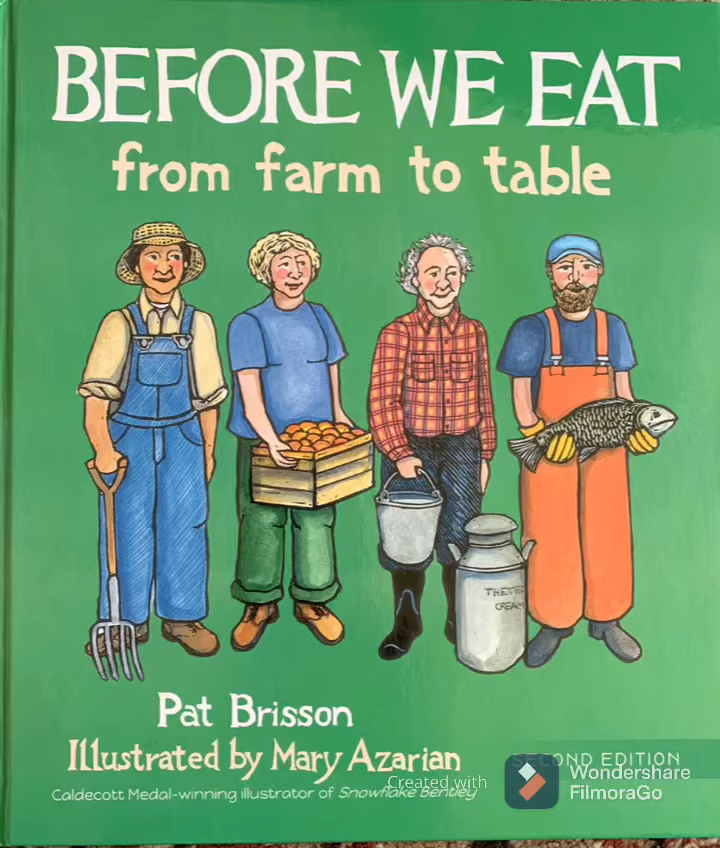 BEFORE WE EAT
from farm to table
CREAM
Pat Brisson
Illustrated by Mary Azarian
SECOND EDITION
Caldecott Medal-winning illustrator of Snowflake Bentley
Created with
Wondershare
FilmoraGo